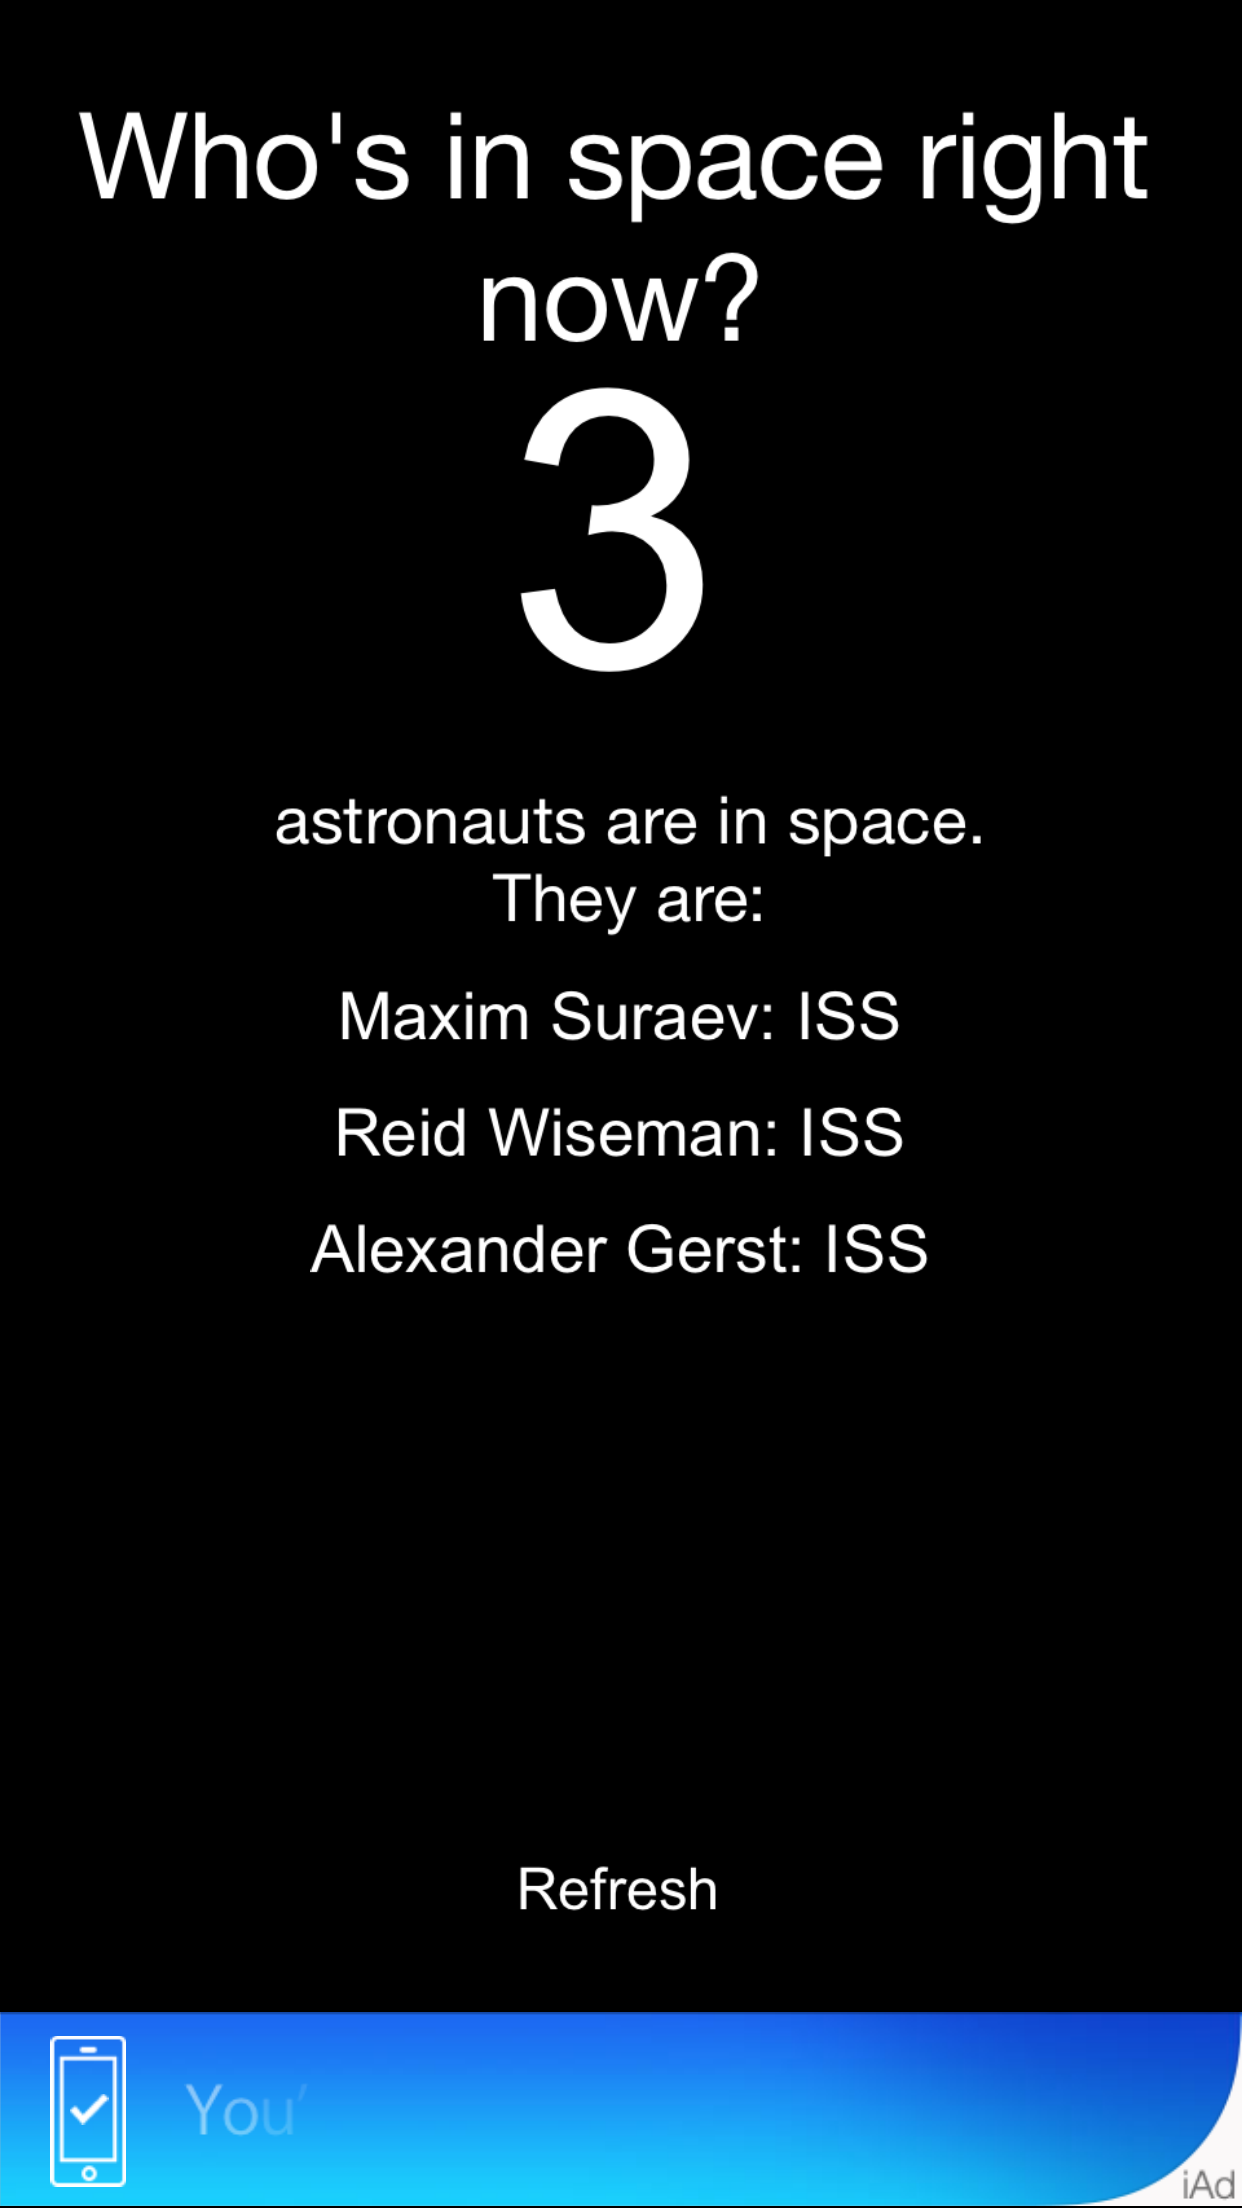 Who's in space right
now?
3
astronauts are in space.
They are:
Maxim Suraev: ISS
Reid Wiseman: ISS
Alexander Gerst: ISS
Refresh
You'
iAd